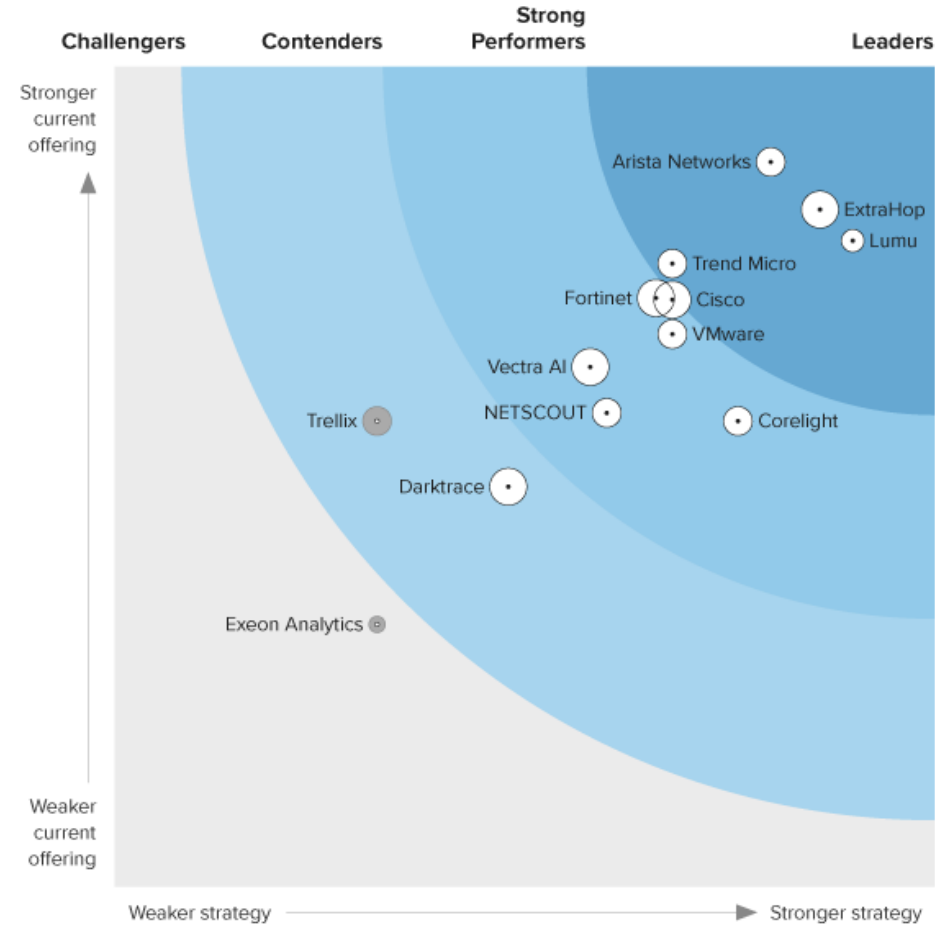 Strong
Challengers Contenders Performers Leaders
Stronger
current
offering
Arista Networks
ExtraHop
Lumu
Trend Micro
Fortinet Cisco
VMware
Vectra AI
NETSCOUT
Trellix
Corelight
Darktrace
Exeon Analytics
Weaker
current
offering
Weaker strategy Stronger strategy